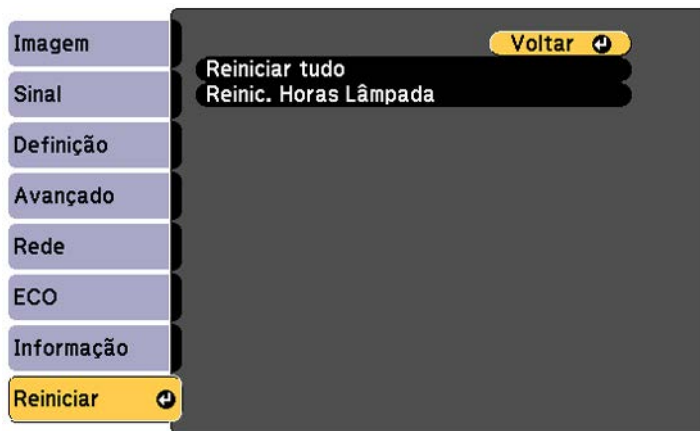 Imagem
Sinal
Definição
Avançado
Rede
ECO
Informação
Reiniciar
Voltar
Reiniciar tudo
Reinic. Horas Lâmpada